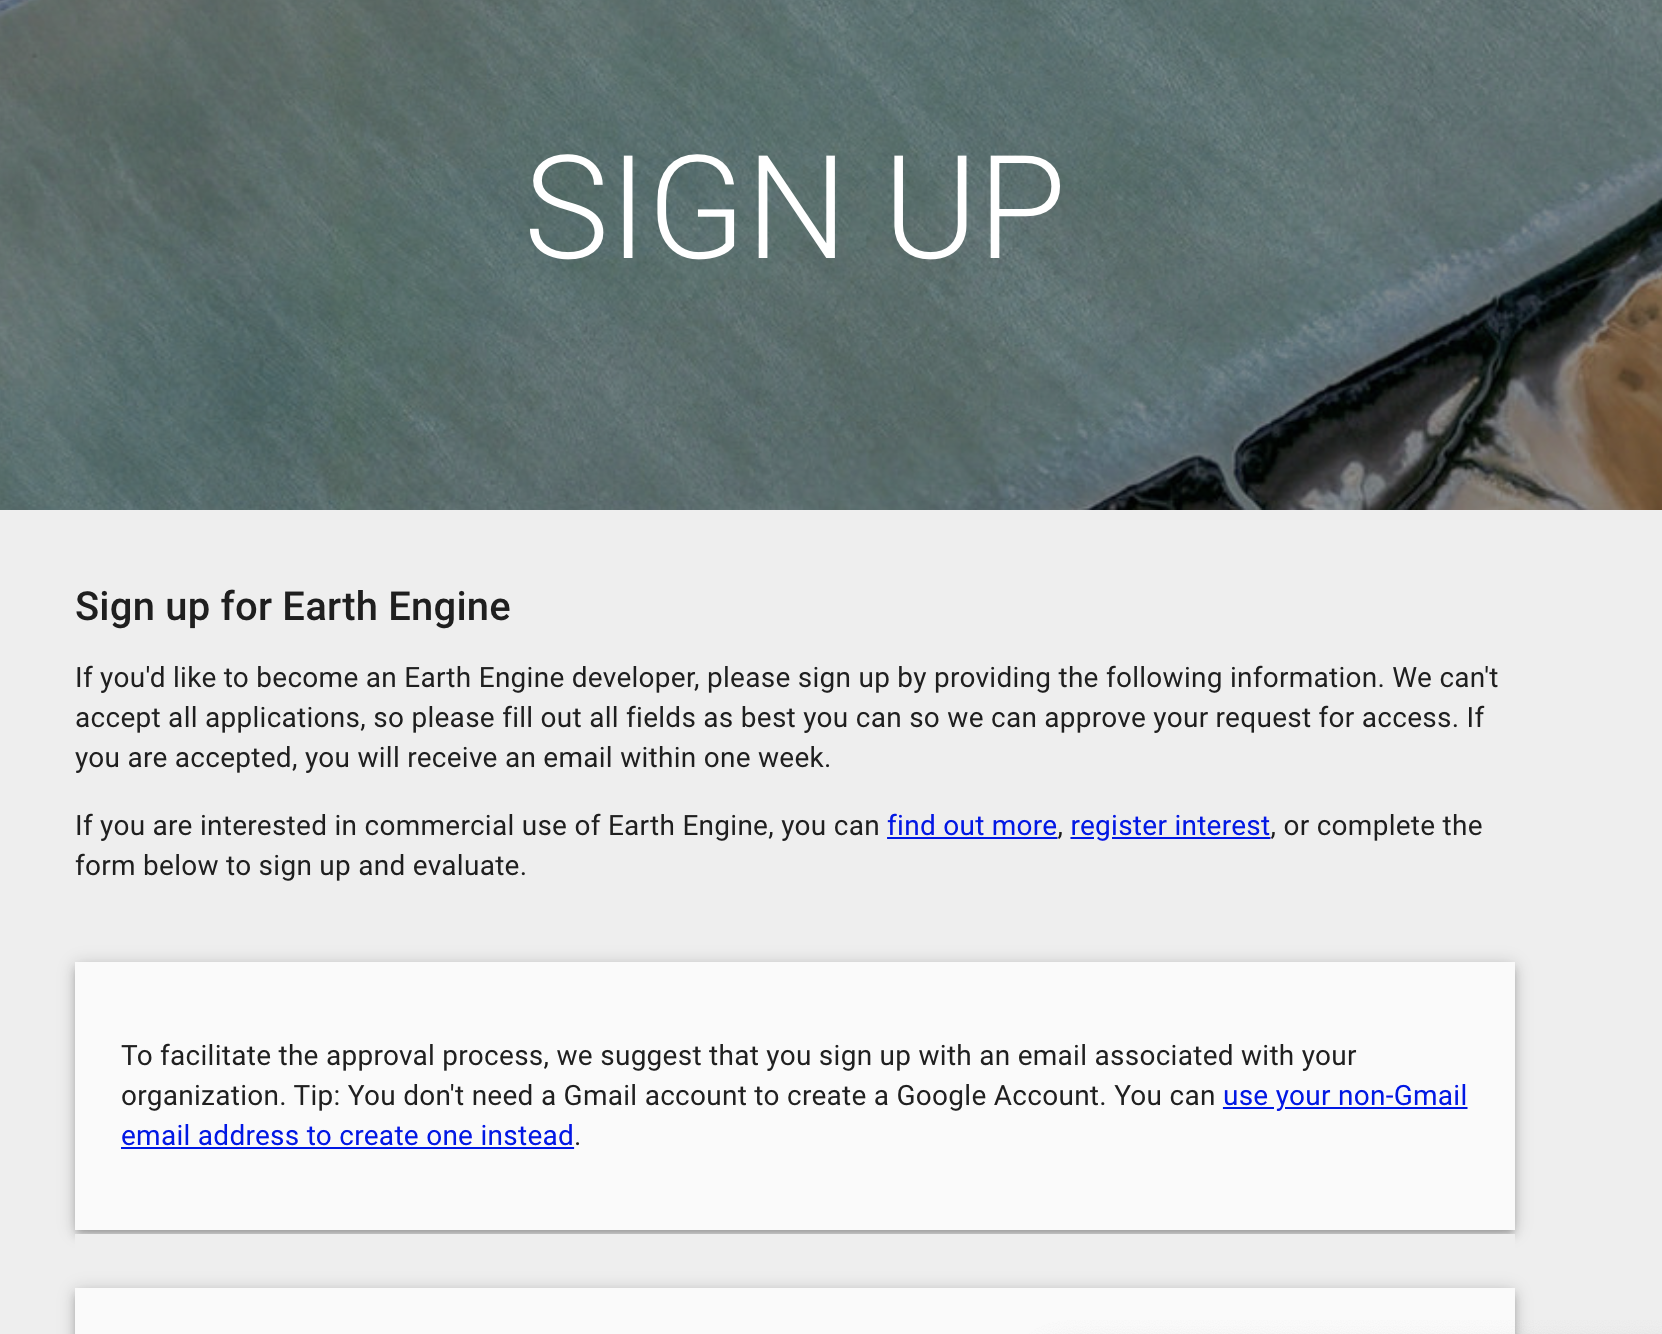 SIGN UP
Sign up for Earth Engine
If you'd like to become an Earth Engine developer, please sign up by providing the following information. We can't
accept all applications, so please fill out all fields as best you can so we can approve your request for access. If
you are accepted, you will receive an email within one week.
If you are interested in commercial use of Earth Engine, you can find out more, register interest, or complete the
form below to sign up and evaluate.
To facilitate the approval process, we suggest that you sign up with an email associated with your
organization. Tip: You don't need a Gmail account to create a Google Account. You can use your non-Gmail
email address to create one instead.